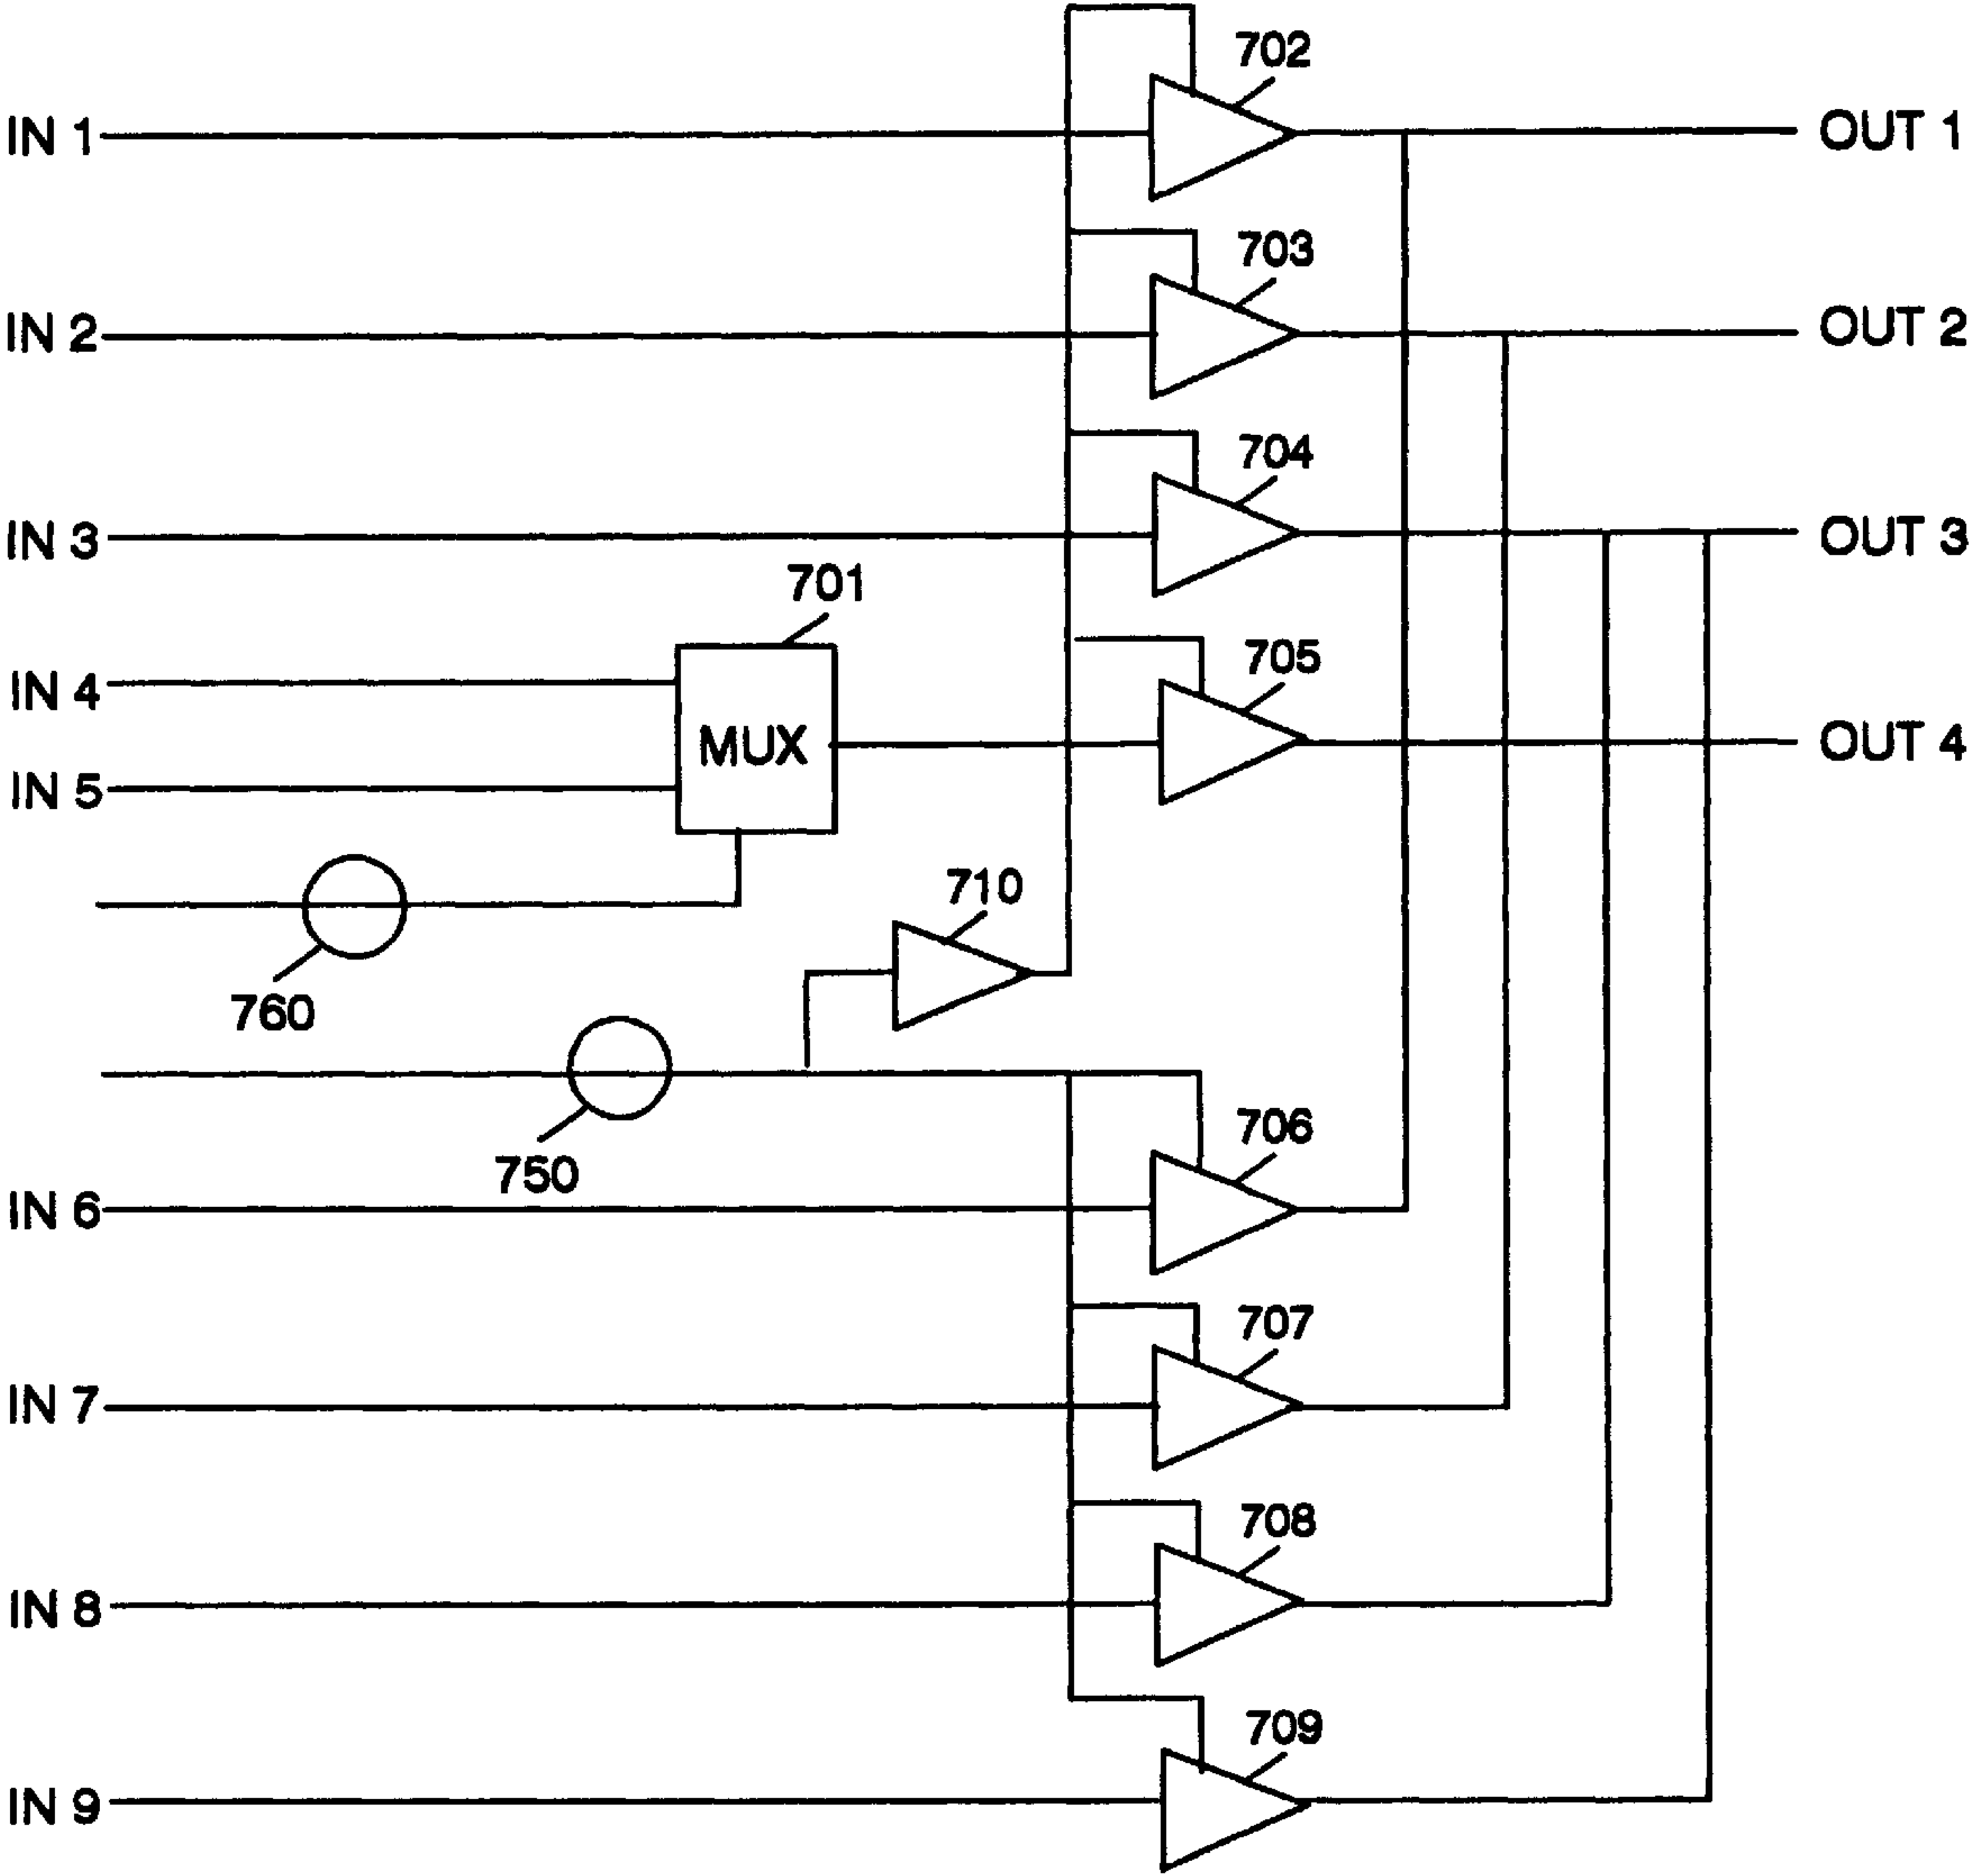 702
IN 1
OUT 1
703
IN 2
OUT 2
704
IN 3
OUT 3
701
IN 4
705
MUX
OUT 4
IN 5
710
760
706
750
IN 6
707
IN 7
708
IN 8
709
IN 9